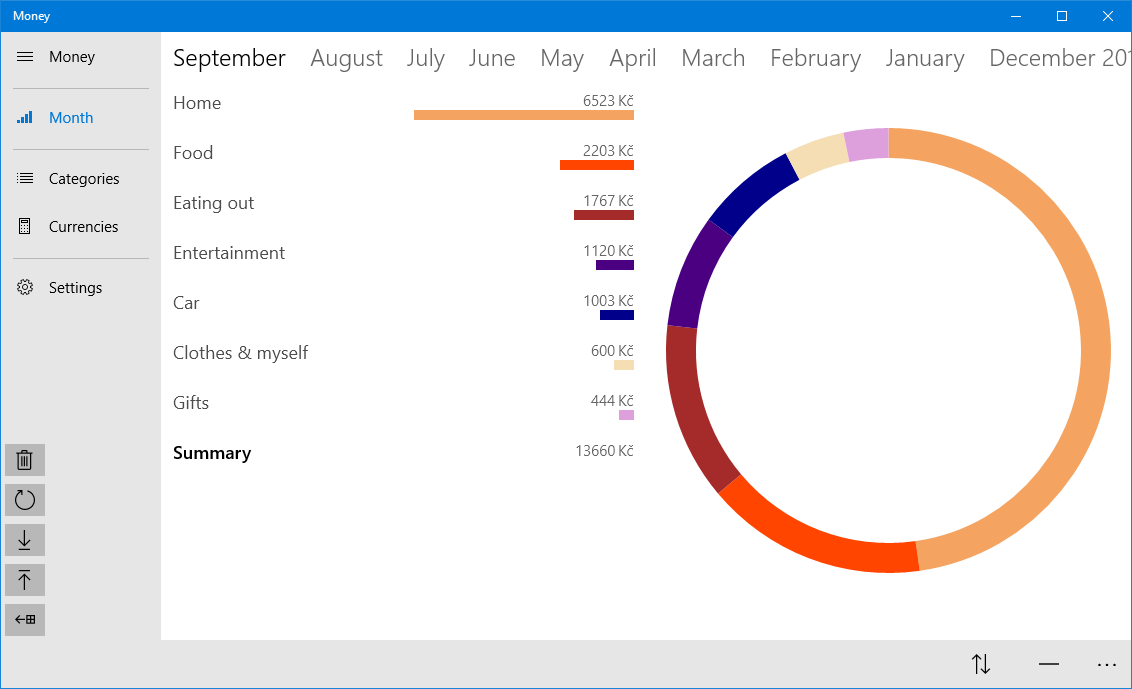 Money
Money
Month
Categories
Currencies
Settings
September August July June May April March February January December 201
Home 6523 Kč
Food 2203 Kč
Eating out 1767 Kč
Entertainment 1120 Kč
Car 1003 Kč
Clothes & myself 600 Kč
Gifts 444 Kč
Summary 13660 Kč